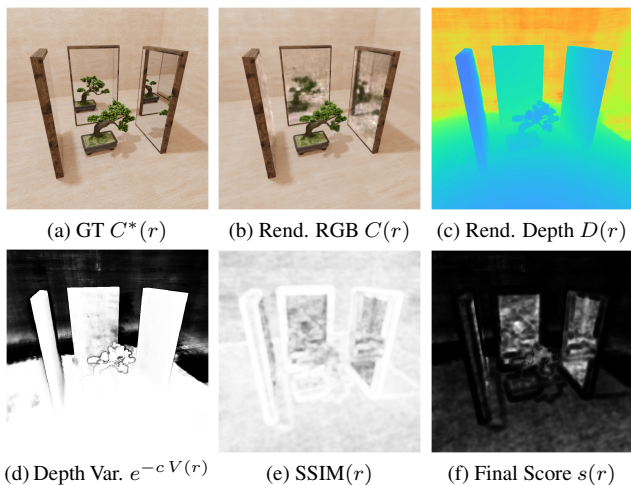 (a) GT C*(r)
(b) Rend. RGB C(r)
(c) Rend. Depth D(r)
(d) Depth Var. e^{-c V(r)}
(e) SSIM(r)
(f) Final Score s(r)